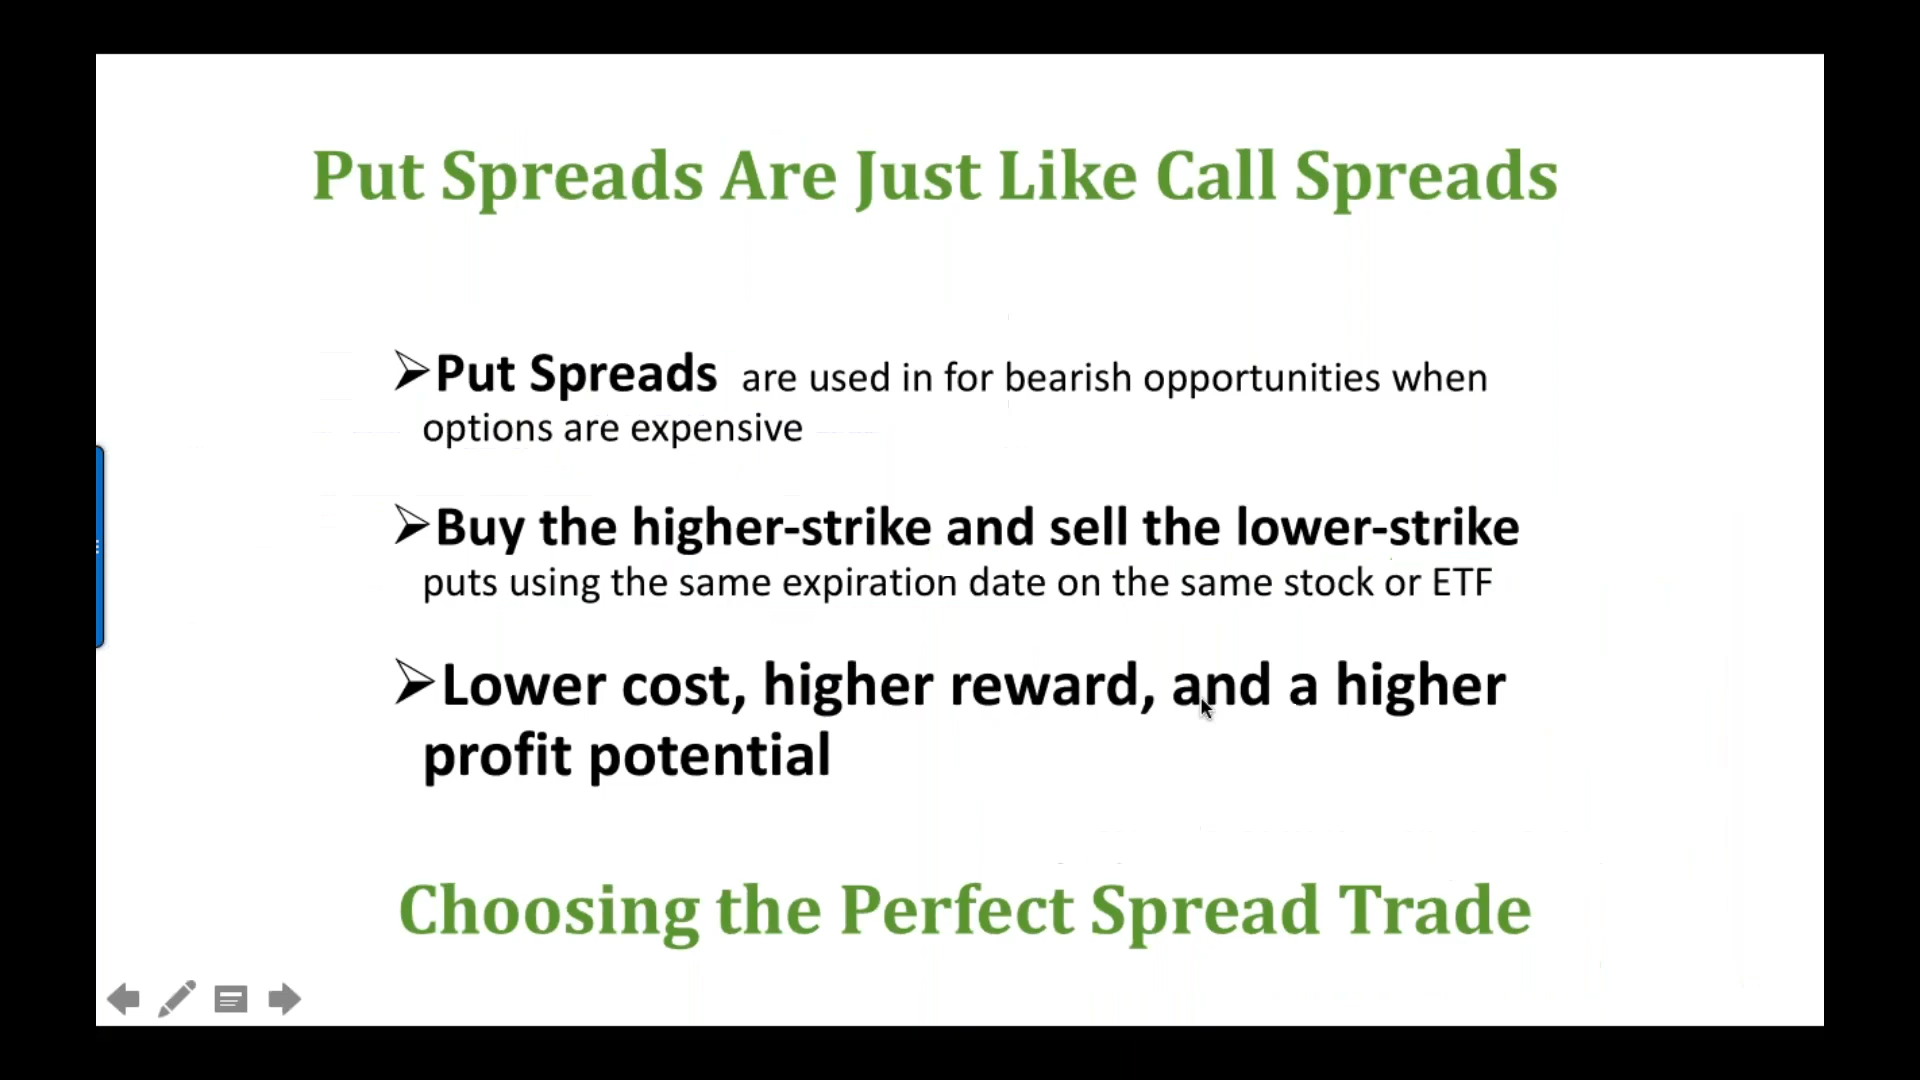 Put Spreads Are Just Like Call Spreads
➢Put Spreads are used in for bearish opportunities when
options are expensive
➢Buy the higher-strike and sell the lower-strike
puts using the same expiration date on the same stock or ETF
➢Lower cost, higher reward, and a higher
profit potential
Choosing the Perfect Spread Trade